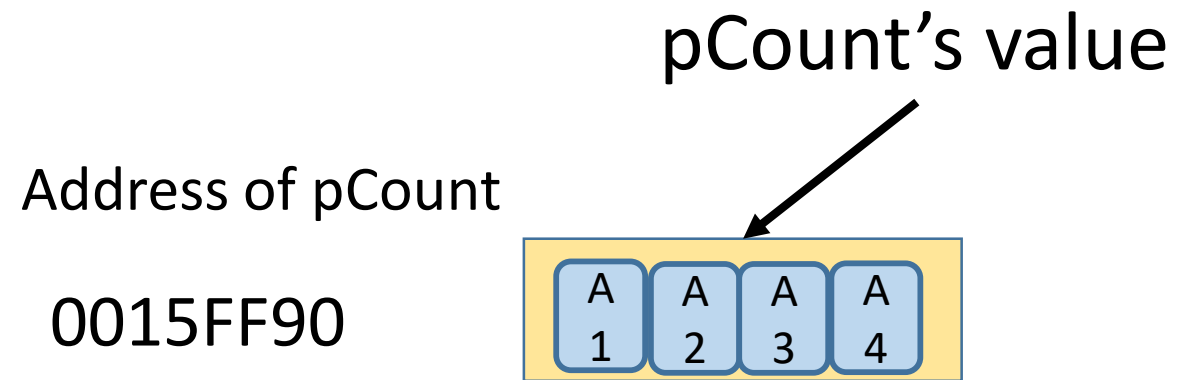 pCount’s value
Address of pCount
0015FF90
A A A A
1 2 3 4